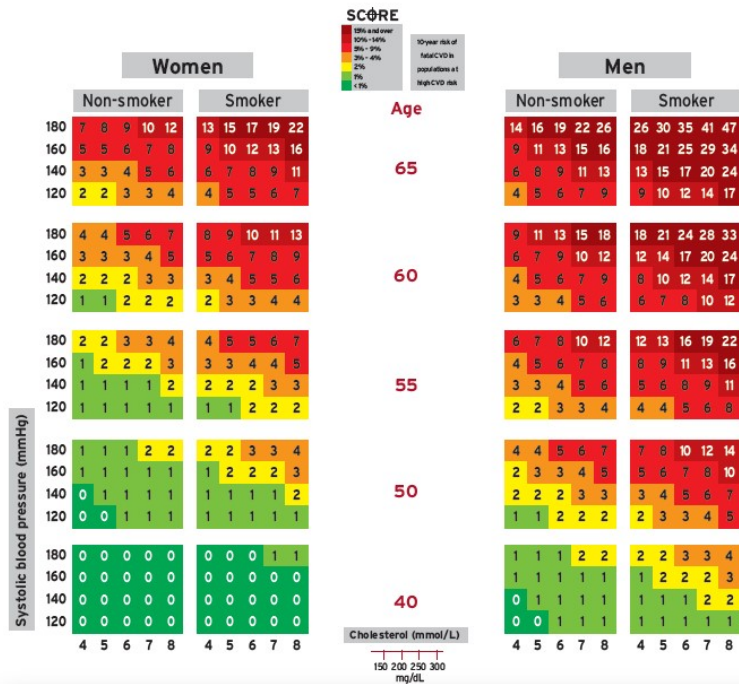 SCORE
15% and over
10%-14%
5%-9%
3%-4%
2%
1%
<1%
10-year risk of
fatal CVD in
populations at
high CVD risk
Women
Men
Non-smoker Smoker Age Non-smoker Smoker
180 7 8 9 10 12 13 15 17 19 22 14 16 19 22 26 26 30 35 41 47
160 5 5 6 7 8 9 10 12 13 16 9 11 13 15 16 18 21 25 29 34
140 3 3 4 5 6 6 7 8 9 11 65 6 8 9 11 13 13 15 17 20 24
120 2 2 3 3 4 4 5 5 6 7 4 5 6 7 9 9 10 12 14 17
180 4 4 5 6 7 8 9 10 11 13 9 11 13 15 18 18 21 24 28 33
160 3 3 3 4 5 5 6 7 8 9 6 7 9 10 12 12 14 17 20 24
140 2 2 2 3 3 3 4 5 5 6 60 4 5 6 7 9 8 10 12 14 17
120 1 1 2 2 2 2 3 3 4 4 3 3 4 5 6 6 7 8 10 12
180 2 2 3 3 4 4 5 5 6 7 6 7 8 10 12 12 13 16 19 22
160 1 2 2 2 3 3 3 4 4 5 4 5 6 7 8 8 9 11 13 16
140 1 1 1 1 2 2 2 2 3 3 55 3 3 4 5 6 5 6 8 9 11
120 1 1 1 1 1 1 1 2 2 2 2 2 3 3 4 4 4 5 6 8
180 1 1 1 2 2 2 2 3 3 4 4 4 5 6 7 7 8 10 12 14
160 1 1 1 1 1 1 2 2 2 3 2 3 3 4 5 5 6 7 8 10
140 0 1 1 1 1 1 1 1 1 2 50 2 2 2 3 3 3 4 5 6 7
120 0 0 1 1 1 1 1 1 1 1 1 1 2 2 2 2 3 3 4 5
180 0 0 0 0 0 0 0 0 1 1 1 1 1 2 2 2 2 3 3 4
160 0 0 0 0 0 0 0 0 0 0 1 1 1 1 1 1 2 2 2 3
140 0 0 0 0 0 0 0 0 0 0 40 0 1 1 1 1 1 1 1 2 2
120 0 0 0 0 0 0 0 0 0 0 0 0 1 1 1 1 1 1 1 1
4 5 6 7 8 4 5 6 7 8 4 5 6 7 8 4 5 6 7 8
Systolic blood pressure (mmHg)
Cholesterol (mmol/L)
150 200 250 300
mg/dL